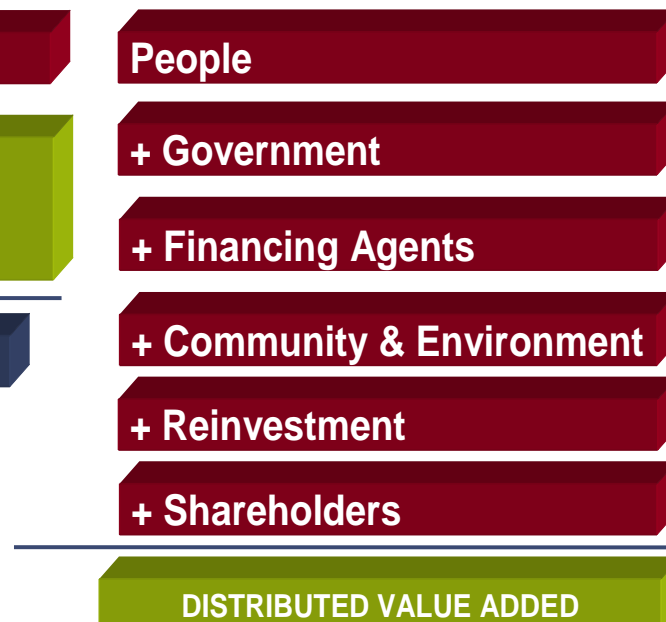 People
+ Government
+ Financing Agents
+ Community & Environment
+ Reinvestment
+ Shareholders
DISTRIBUTED VALUE ADDED